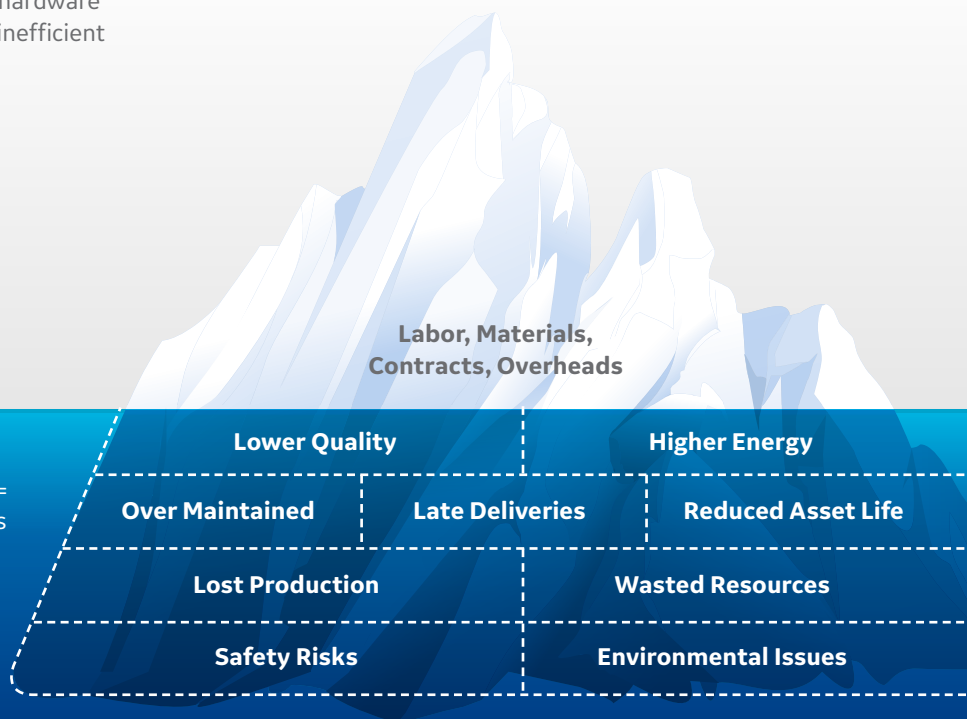 hardware
inefficient
Labor, Materials,
Contracts, Overheads
Lower Quality
Higher Energy
=
s
Over Maintained
Late Deliveries
Reduced Asset Life
Lost Production
Wasted Resources
Safety Risks
Environmental Issues